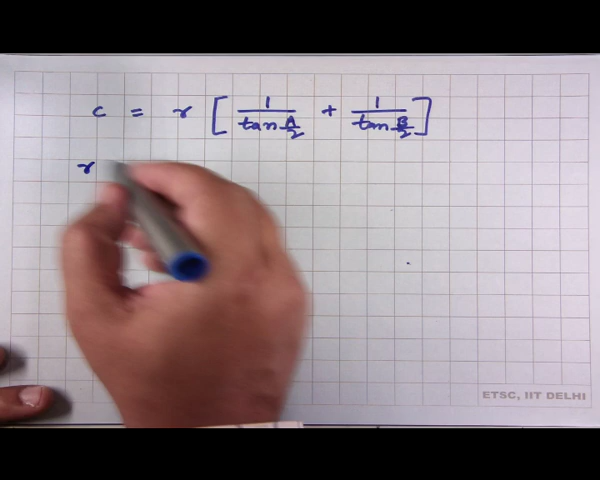 c = r [ 1/tan A/2 + 1/tan B/2 ]
r
ETSC, IIT DELHI